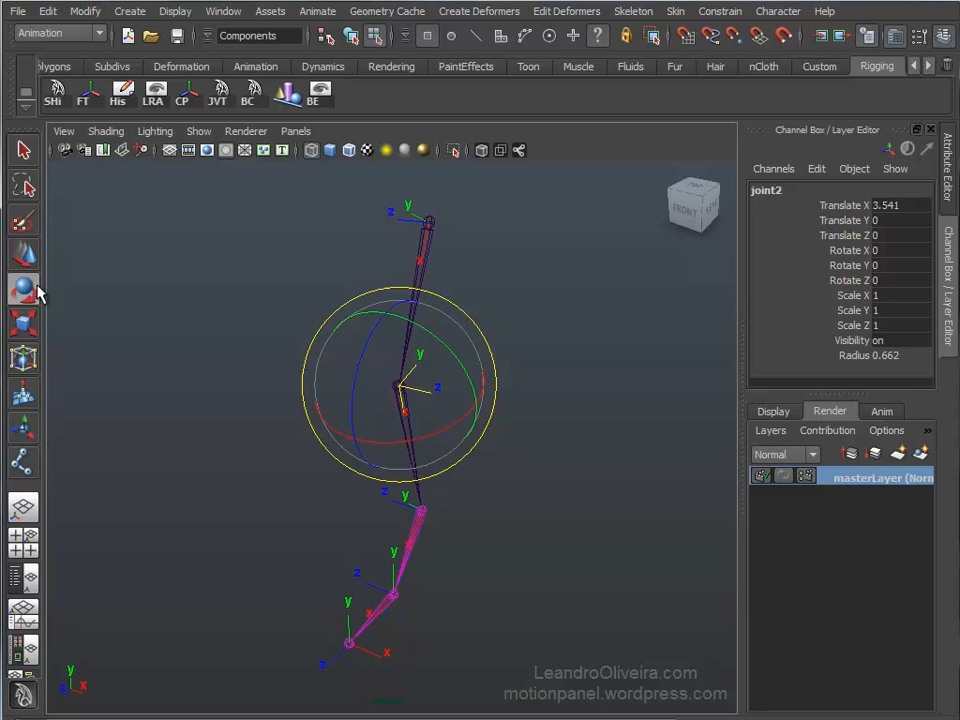 File Edit Modify Create Display Window Assets Animate Geometry Cache Create Deformers Edit Deformers Skeleton Skin Constrain Character Help
Animation Components
lygons Subdivs Deformation Animation Dynamics Rendering PaintEffects Toon Muscle Fluids Fur Hair nCloth Custom Rigging
SHi FT His LRA CP JVT BC BE
View Shading Lighting Show Renderer Panels
Channel Box / Layer Editor
Channels Edit Object Show
joint2
Translate X 3.541
Translate Y 0
Translate Z 0
Rotate X 0
Rotate Y 0
Rotate Z 0
Scale X 1
Scale Y 1
Scale Z 1
Visibility on
Radius 0.662
Attribute Editor
Channel Box / Layer Editor
Display Render Anim
Layers Contribution Options »
Normal
masterLayer (Norn
FRONT
y
z
x
y
z
x
y
z
x
y
z
x
y
x
z
y
z x
LeandroOliveira.com
motionpanel.wordpress.com